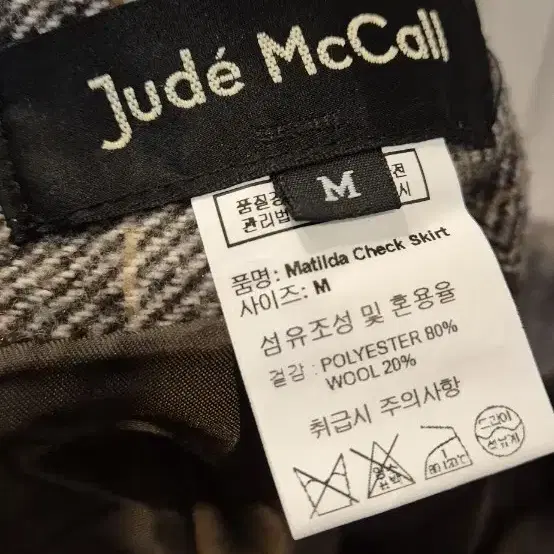 Judé McCall
M
품질경 전
관리법 시
품명: Matilda Check Skirt
사이즈: M
섬유조성 및 혼용율
겉감 : POLYESTER 80%
WOOL 20%
취급시 주의사항
드라이